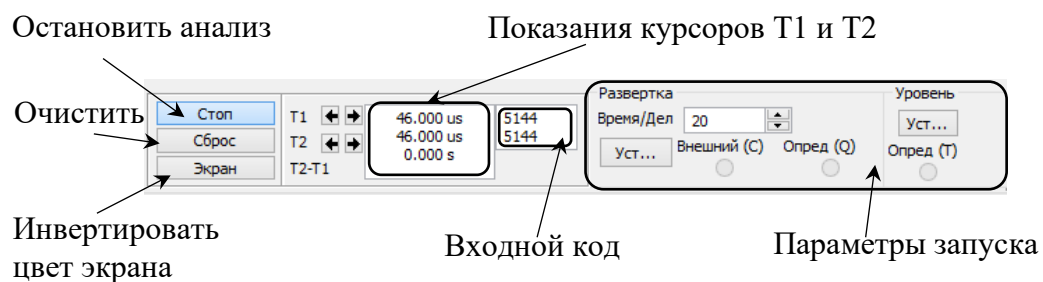 Остановить анализ
Показания курсоров Т1 и Т2
Очистить
Стоп
Сброс
Экран
T1
T2
T2-T1
46.000 us
46.000 us
0.000 s
5144
5144
Развертка
Время/Дел
20
Уст...
Внешний (C)
Опред (Q)
Уровень
Уст...
Опред (T)
Инвертировать
цвет экрана
Входной код
Параметры запуска